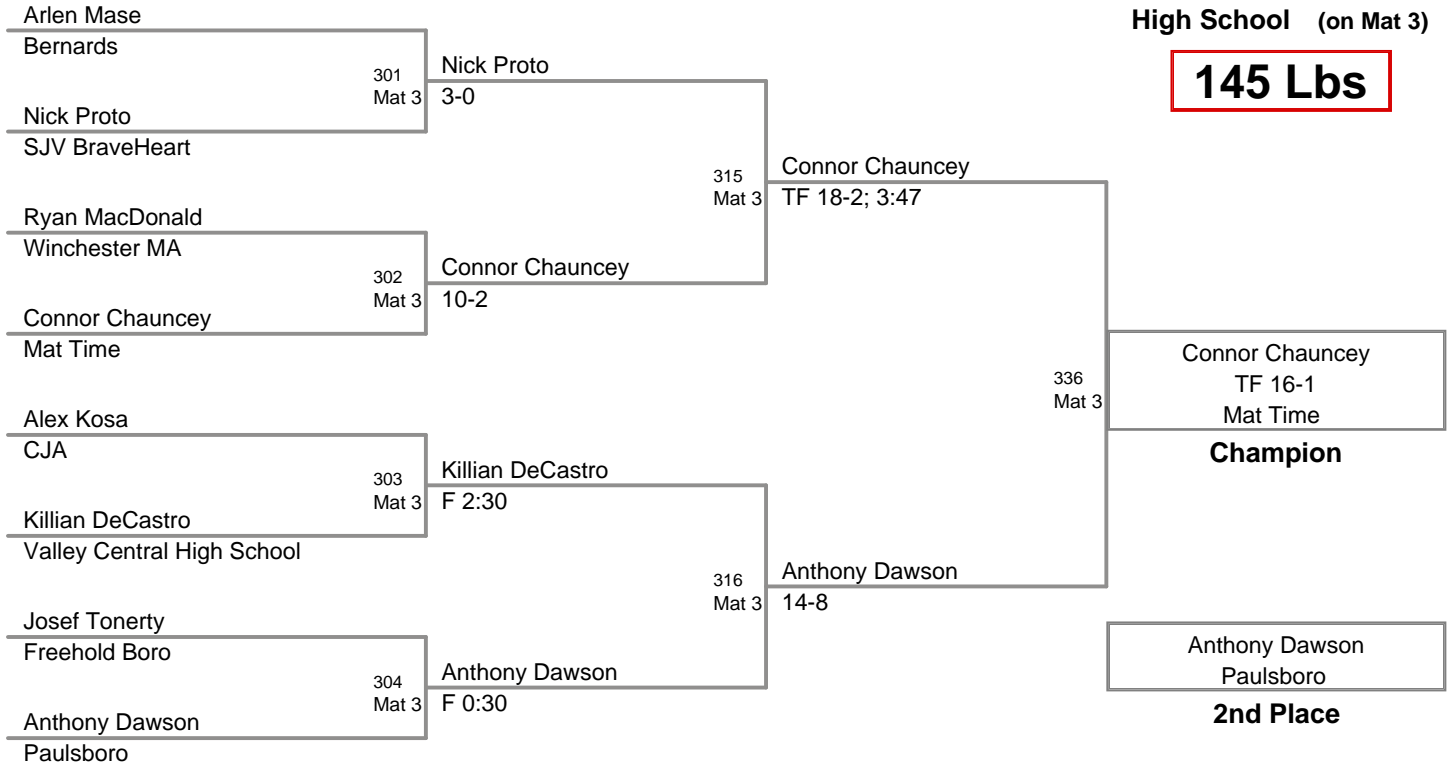 Arlen Mase
Bernards
301
Mat 3
Nick Proto
3-0
Nick Proto
SJV BraveHeart
315
Mat 3
Connor Chauncey
TF 18-2; 3:47
Ryan MacDonald
Winchester MA
302
Mat 3
Connor Chauncey
10-2
Connor Chauncey
Mat Time
336
Mat 3
Connor Chauncey
TF 16-1
Mat Time
Champion
Alex Kosa
CJA
303
Mat 3
Killian DeCastro
F 2:30
Killian DeCastro
Valley Central High School
316
Mat 3
Anthony Dawson
14-8
Josef Tonerty
Freehold Boro
304
Mat 3
Anthony Dawson
F 0:30
Anthony Dawson
Paulsboro
Anthony Dawson
Paulsboro
2nd Place
High School (on Mat 3)
145 Lbs